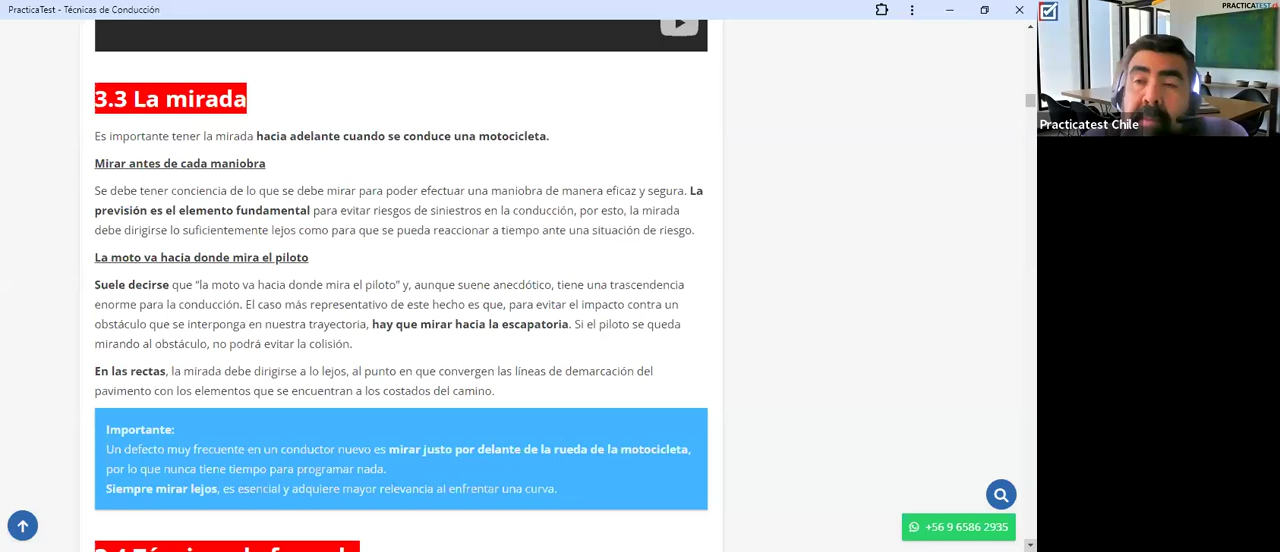 PracticaTest - Técnicas de Conducción
PRACTICATEST
Practicatest Chile
3.3 La mirada
Es importante tener la mirada hacia adelante cuando se conduce una motocicleta.
Mirar antes de cada maniobra
Se debe tener conciencia de lo que se debe mirar para poder efectuar una maniobra de manera eficaz y segura. La
previsión es el elemento fundamental para evitar riesgos de siniestros en la conducción, por esto, la mirada
debe dirigirse lo suficientemente lejos como para que se pueda reaccionar a tiempo ante una situación de riesgo.
La moto va hacia donde mira el piloto
Suele decirse que “la moto va hacia donde mira el piloto” y, aunque suene anecdótico, tiene una trascendencia
enorme para la conducción. El caso más representativo de este hecho es que, para evitar el impacto contra un
obstáculo que se interponga en nuestra trayectoria, hay que mirar hacia la escapatoria. Si el piloto se queda
mirando al obstáculo, no podrá evitar la colisión.
En las rectas, la mirada debe dirigirse a lo lejos, al punto en que convergen las líneas de demarcación del
pavimento con los elementos que se encuentran a los costados del camino.
Importante:
Un defecto muy frecuente en un conductor nuevo es mirar justo por delante de la rueda de la motocicleta,
por lo que nunca tiene tiempo para programar nada.
Siempre mirar lejos, es esencial y adquiere mayor relevancia al enfrentar una curva.
+56 9 6586 2935